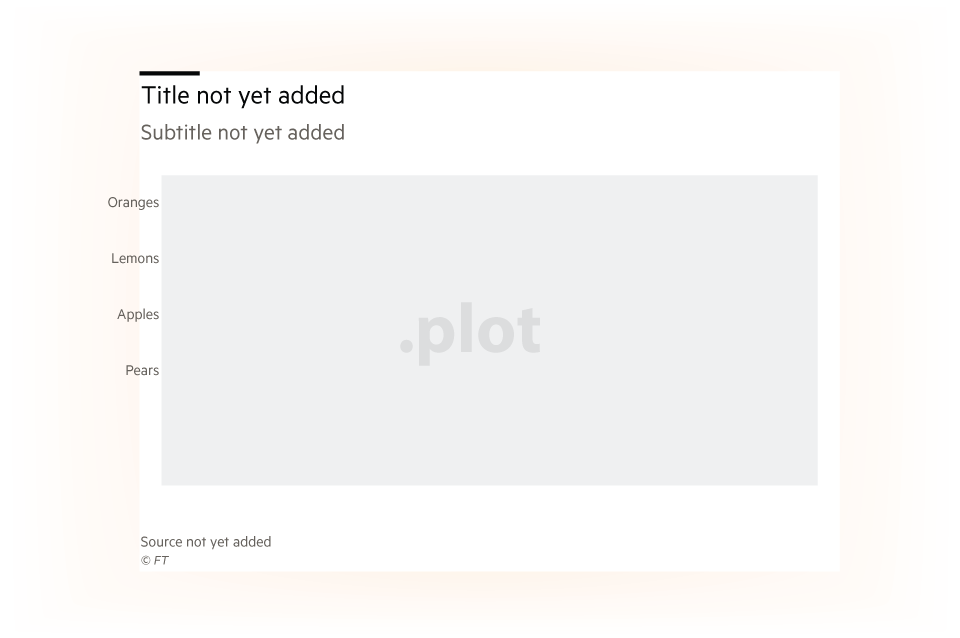 Title not yet added
Subtitle not yet added
Oranges
Lemons
Apples
Pears
.plot
Source not yet added
© FT